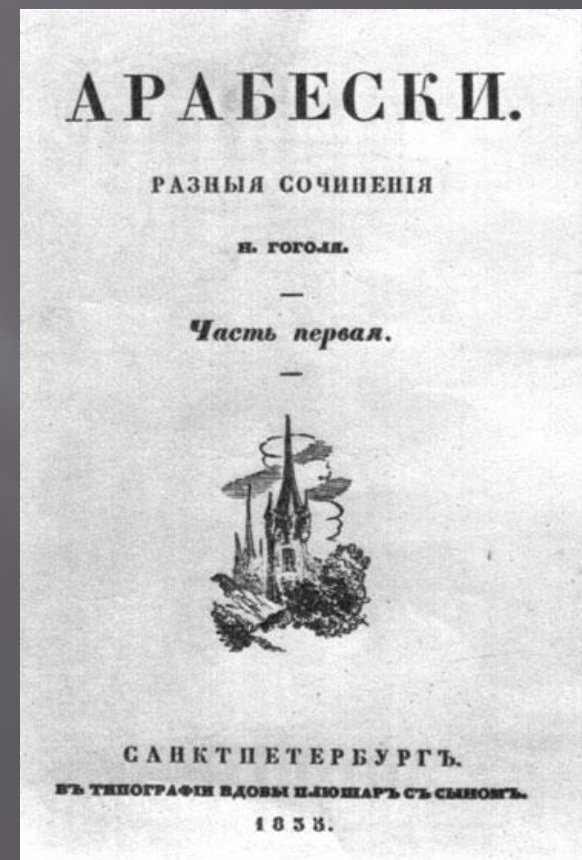 АРАБЕСКИ.
РАЗНЫЯ СОЧИНЕНІЯ
Н. ГОГОЛЯ.
Часть первая.
САНКТПЕТЕРБУРГЪ.
ВЪ ТИПОГРАФІИ ВДОВЫ ПЛЮШАРЪ СЪ СЫНОМЪ.
1835.